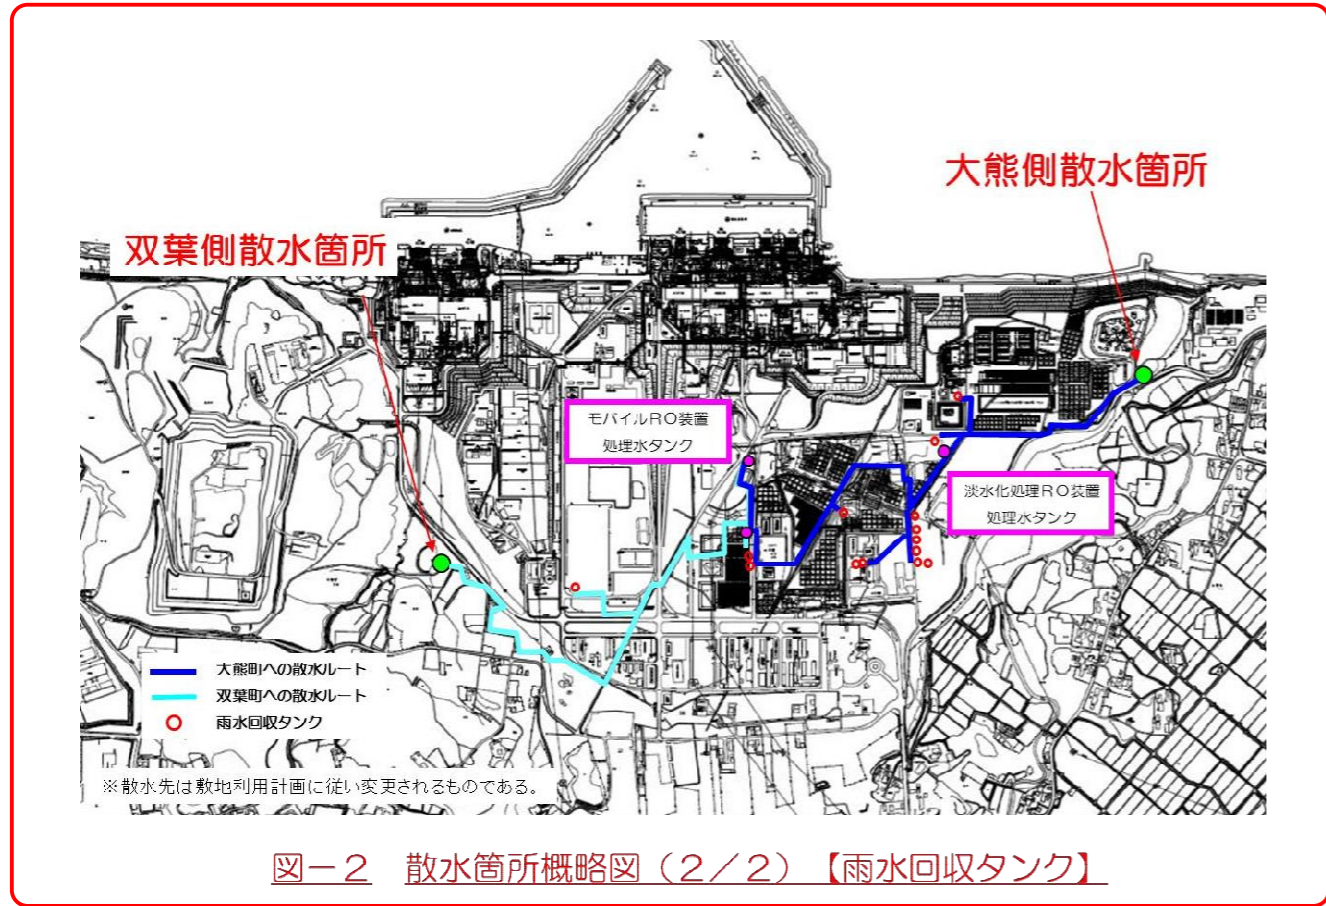 大熊側散水箇所
双葉側散水箇所
モバイルRO装置
処理水タンク
淡水化処理RO装置
処理水タンク
大熊町への散水ルート
双葉町への散水ルート
雨水回収タンク
※散水先は敷地利用計画に従い変更されるものである。
図-2 散水箇所概略図(2/2)【雨水回収タンク】